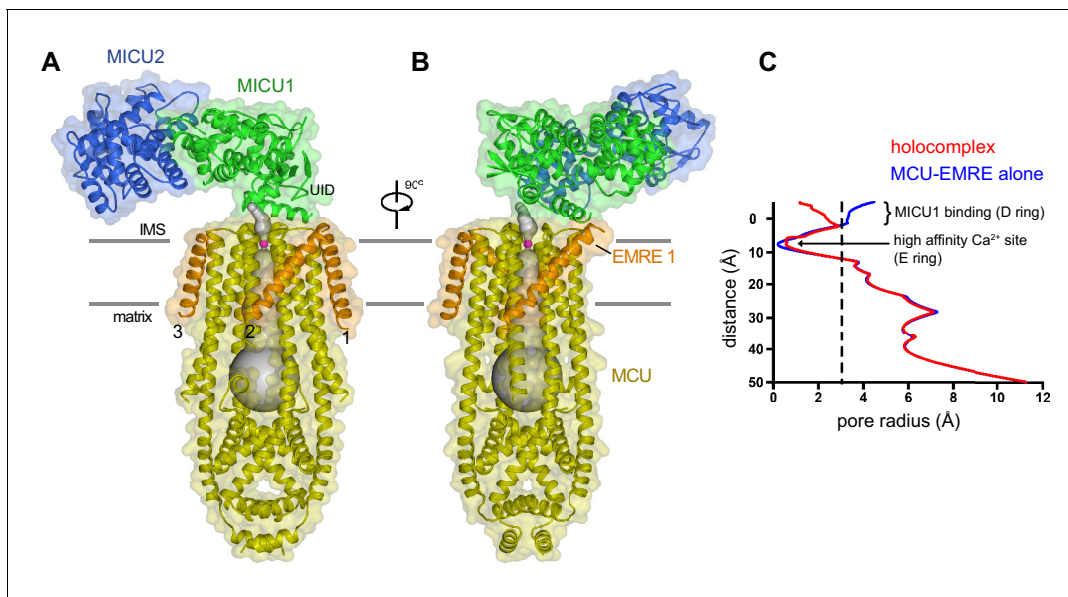 A
MICU2
MICU1
UID
IMS
matrix
3
2
1
90°
B
EMRE 1
MCU
C
holocomplex
MCU-EMRE alone
MICU1 binding (D ring)
high affinity Ca²⁺ site
(E ring)
distance (Å)
0
10
20
30
40
50
0 2 4 6 8 10 12
pore radius (Å)